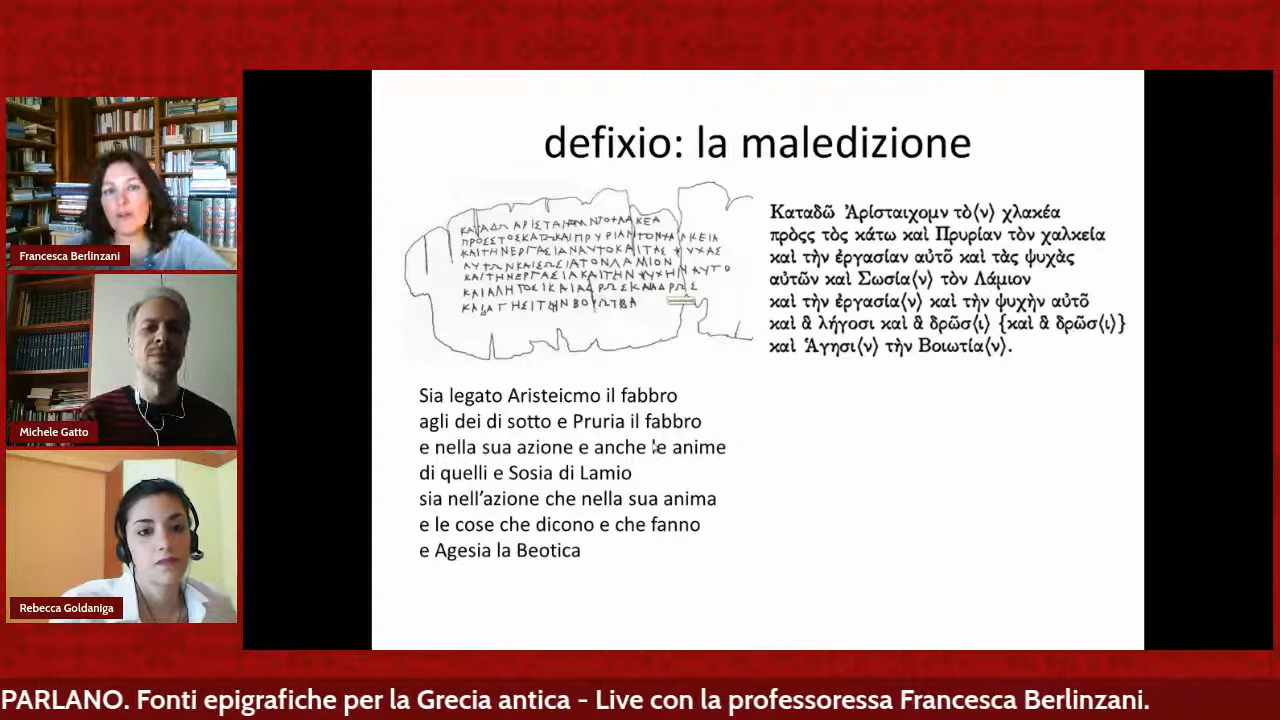 defixio: la maledizione
Καταδῶ Ἀρίσταιχομν τὸ⟨ν⟩ χλακέα
πρὸςς τὸς κάτω καὶ Πρυρίαν τὸν χαλκεία
καὶ τὴν ἐργασίαν αὐτο͂ καὶ τὰς ψυχὰς
αὐτῶν καὶ Σωσία⟨ν⟩ τὸν Λάμιον
καὶ τὴν ἐργασία⟨ν⟩ καὶ τὴν ψυχὴν αὐτο͂
καὶ ἃ λήγοσι καὶ ἃ δρῶσ⟨ι⟩ {καὶ ἃ δρῶσ⟨ι⟩}
καὶ Ἁγησι⟨ν⟩ τὴν Βοιωτία⟨ν⟩.
Sia legato Aristeicmo il fabbro
agli dei di sotto e Pruria il fabbro
e nella sua azione e anche le anime
di quelli e Sosia di Lamio
sia nell’azione che nella sua anima
e le cose che dicono e che fanno
e Agesia la Beotica
Francesca Berlinzani
Michele Gatto
Rebecca Goldaniga
PARLANO. Fonti epigrafiche per la Grecia antica - Live con la professoressa Francesca Berlinzani.